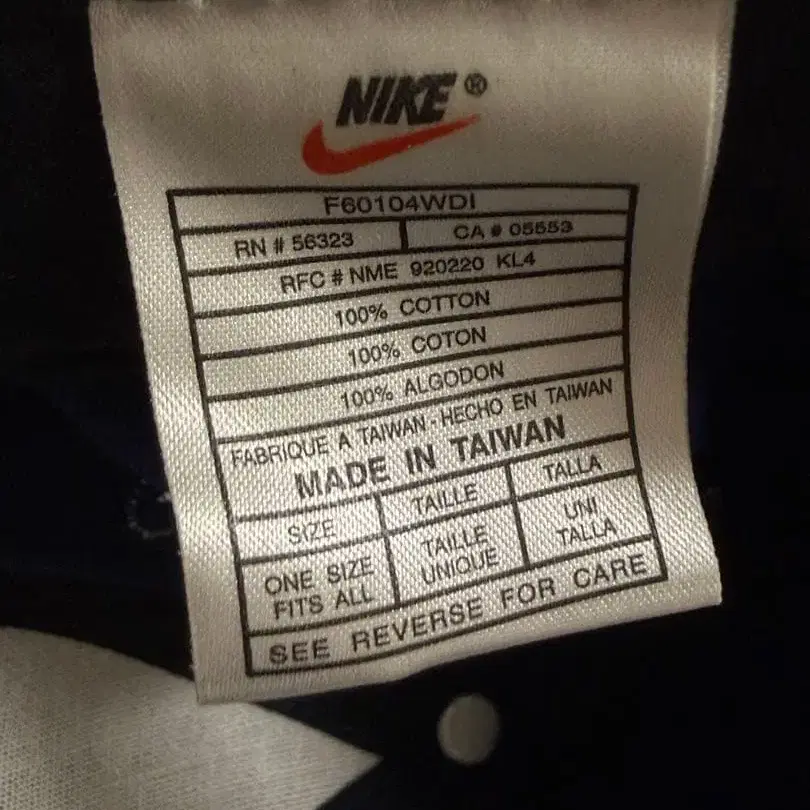 NIKE®
F60104WDI
RN # 56323 CA # 05553
RFC # NME 920220 KL4
100% COTTON
100% COTON
100% ALGODON
FABRIQUE A TAIWAN - HECHO EN TAIWAN
MADE IN TAIWAN
SIZE TAILLE TALLA
ONE SIZE FITS ALL TAILLE UNIQUE UNI TALLA
SEE REVERSE FOR CARE